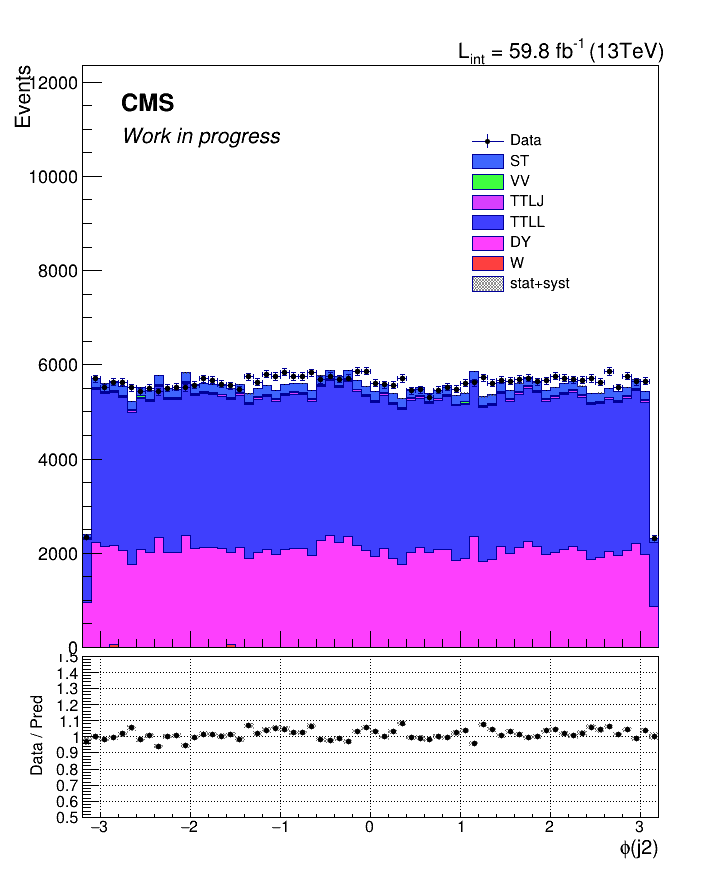 L_int = 59.8 fb^-1 (13TeV)
Events
12000
10000
8000
6000
4000
2000
0
CMS
Work in progress
Data
ST
VV
TTLJ
TTLL
DY
W
stat+syst
Data / Pred
1.5
1.4
1.3
1.2
1.1
1
0.9
0.8
0.7
0.6
0.5
−3 −2 −1 0 1 2 3
ϕ(j2)